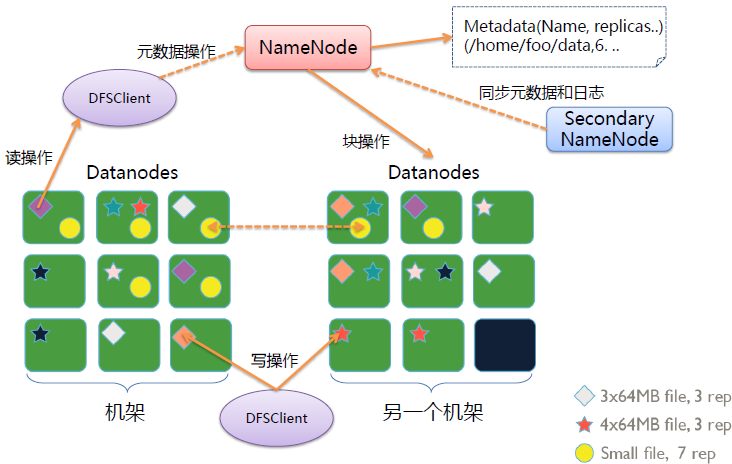 Metadata(Name, replicas..)
(/home/foo/data,6. ..
元数据操作
NameNode
DFSClient
同步元数据和日志
Secondary
NameNode
块操作
读操作
Datanodes
Datanodes
写操作
机架
DFSClient
另一个机架
3x64MB file, 3 rep
4x64MB file, 3 rep
Small file, 7 rep